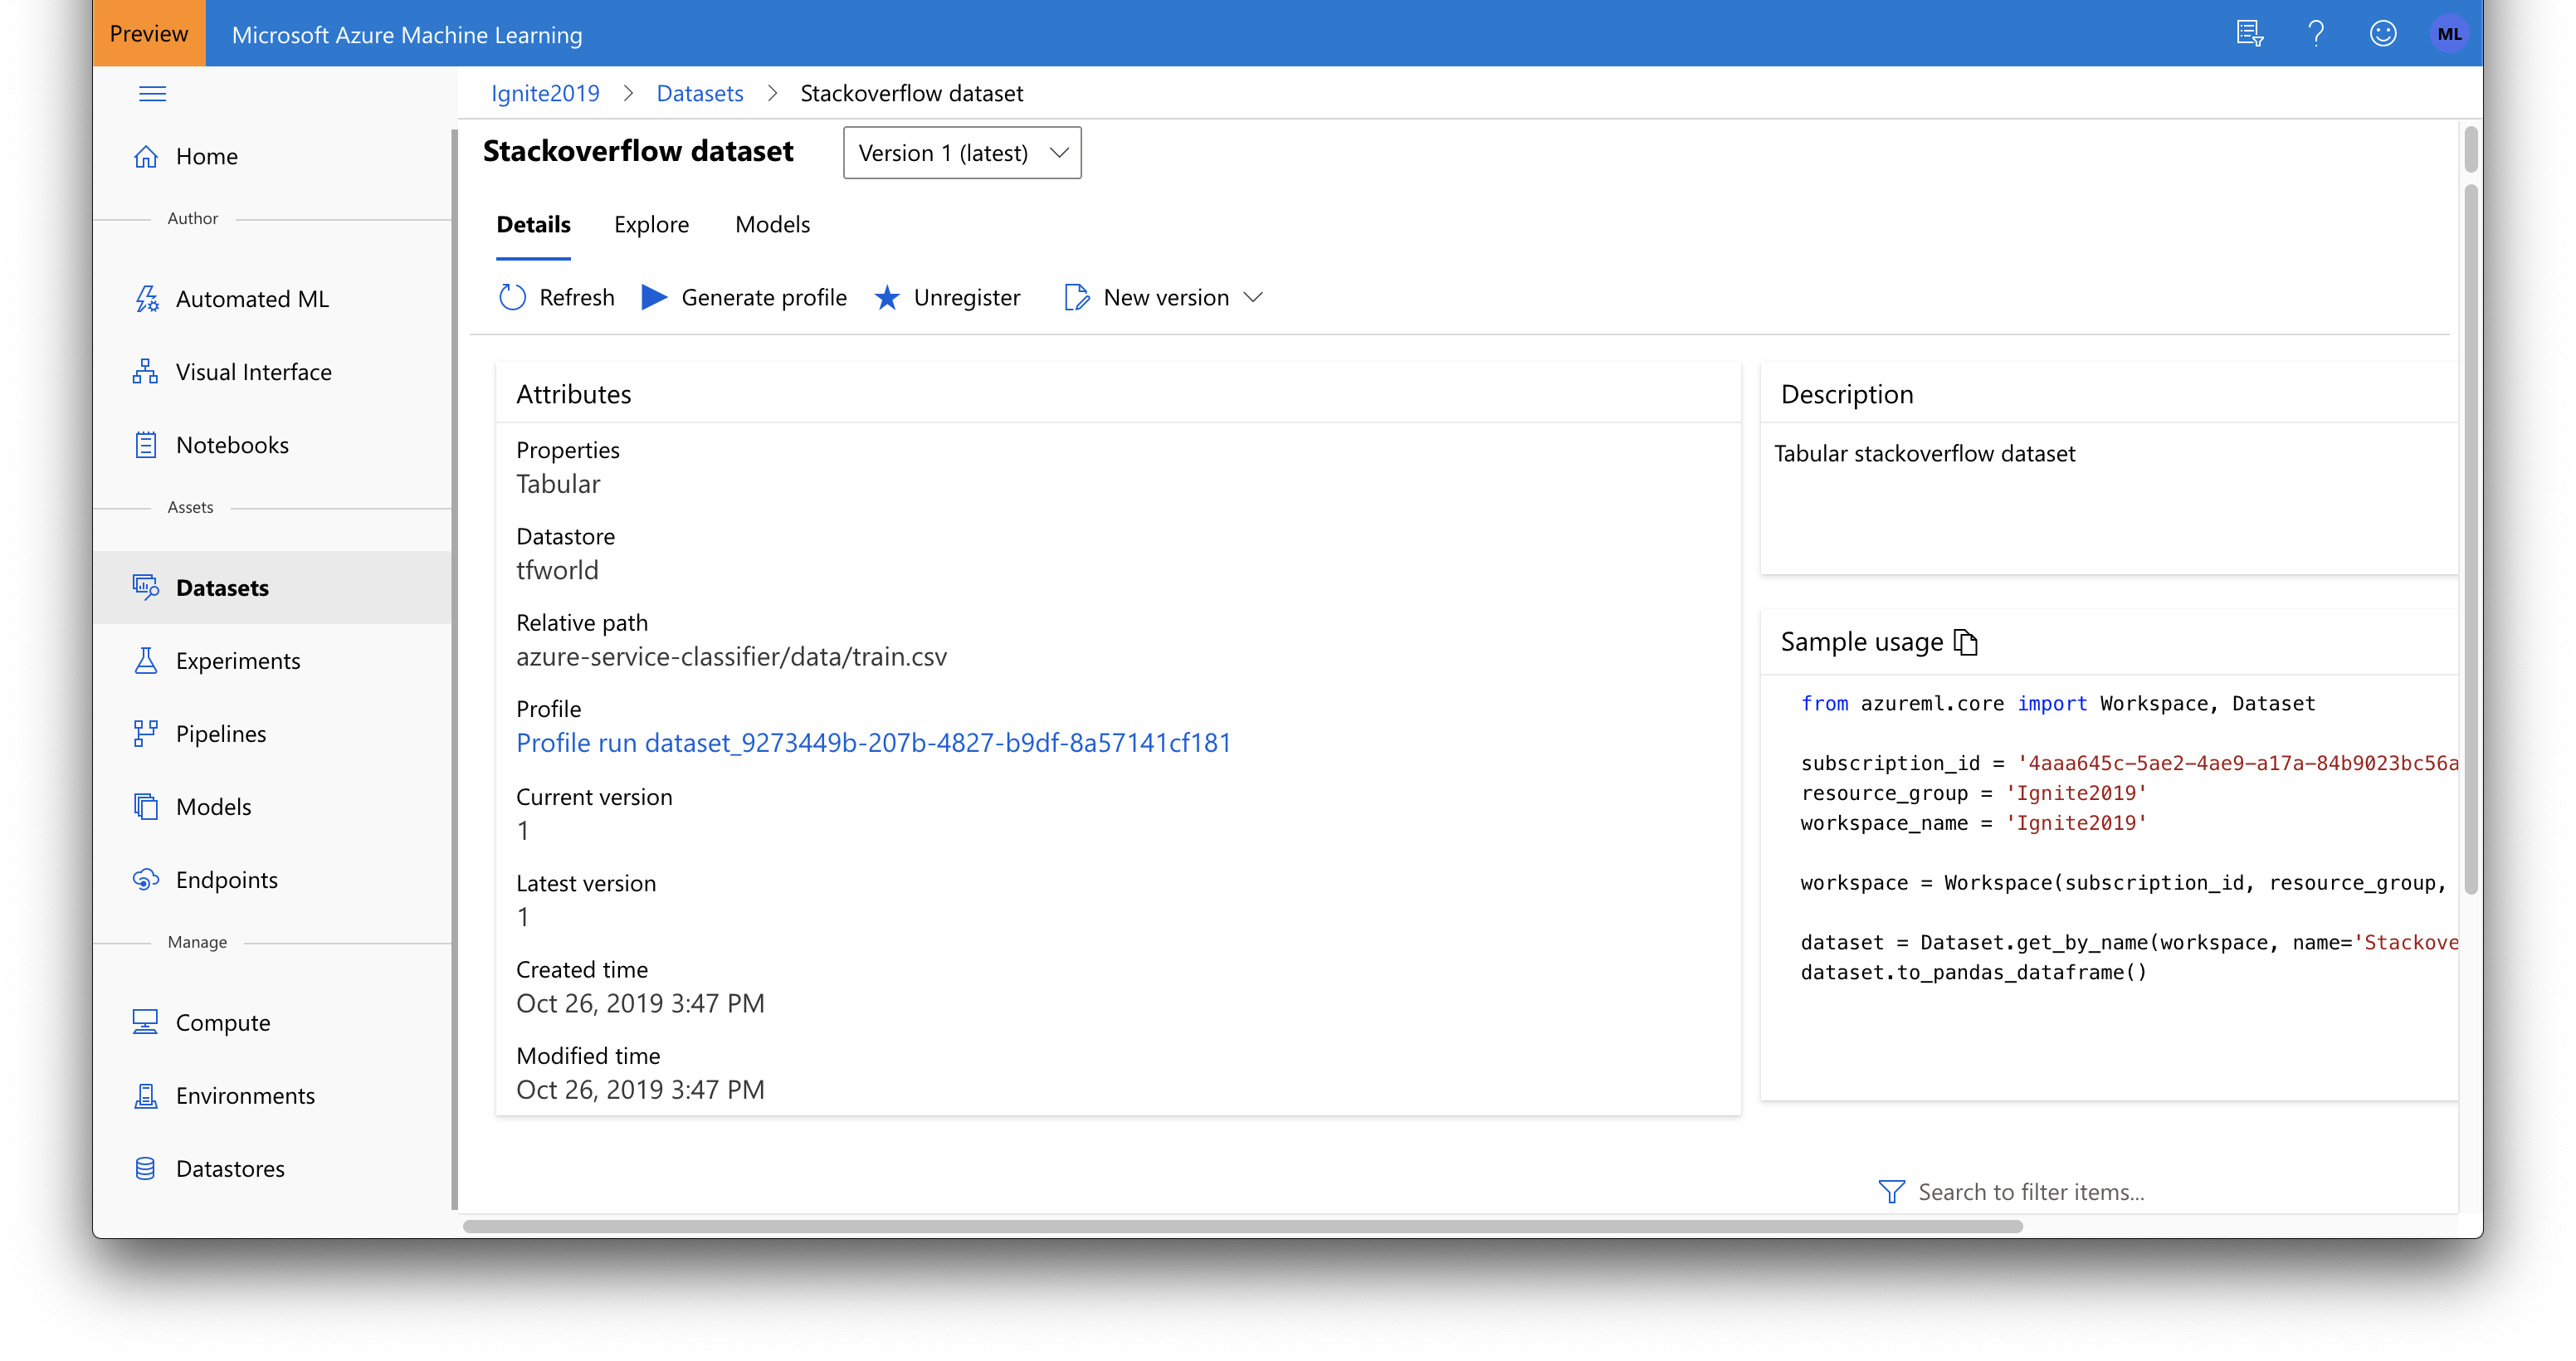 Preview
Microsoft Azure Machine Learning
ML
Ignite2019 > Datasets > Stackoverflow dataset
Home
Author
Automated ML
Visual Interface
Notebooks
Assets
Datasets
Experiments
Pipelines
Models
Endpoints
Manage
Compute
Environments
Datastores
Stackoverflow dataset
Version 1 (latest)
Details Explore Models
Refresh Generate profile Unregister New version
Attributes
Properties
Tabular
Datastore
tfworld
Relative path
azure-service-classifier/data/train.csv
Profile
Profile run dataset_9273449b-207b-4827-b9df-8a57141cf181
Current version
1
Latest version
1
Created time
Oct 26, 2019 3:47 PM
Modified time
Oct 26, 2019 3:47 PM
Description
Tabular stackoverflow dataset
Sample usage
from azureml.core import Workspace, Dataset
subscription_id = '4aaa645c-5ae2-4ae9-a17a-84b9023bc56a
resource_group = 'Ignite2019'
workspace_name = 'Ignite2019'
workspace = Workspace(subscription_id, resource_group,
dataset = Dataset.get_by_name(workspace, name='Stackove
dataset.to_pandas_dataframe()
Search to filter items...